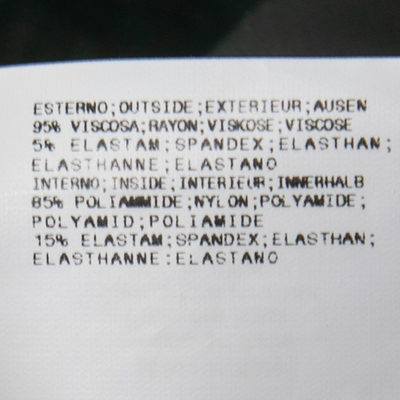 ESTERNO;OUTSIDE;EXTERIEUR;AUSEN
95% VISCOSA;RAYON;VISKOSE;VISCOSE
5% ELASTAM;SPANDEX;ELASTHAN;
ELASTHANNE;ELASTANO
INTERNO;INSIDE;INTERIEUR;INNERHALB
85% POLIAMMIDE;NYLON;POLYAMIDE;
POLYAMID;POLIAMIDE
15% ELASTAM;SPANDEX;ELASTHAN;
ELASTHANNE:ELASTANO